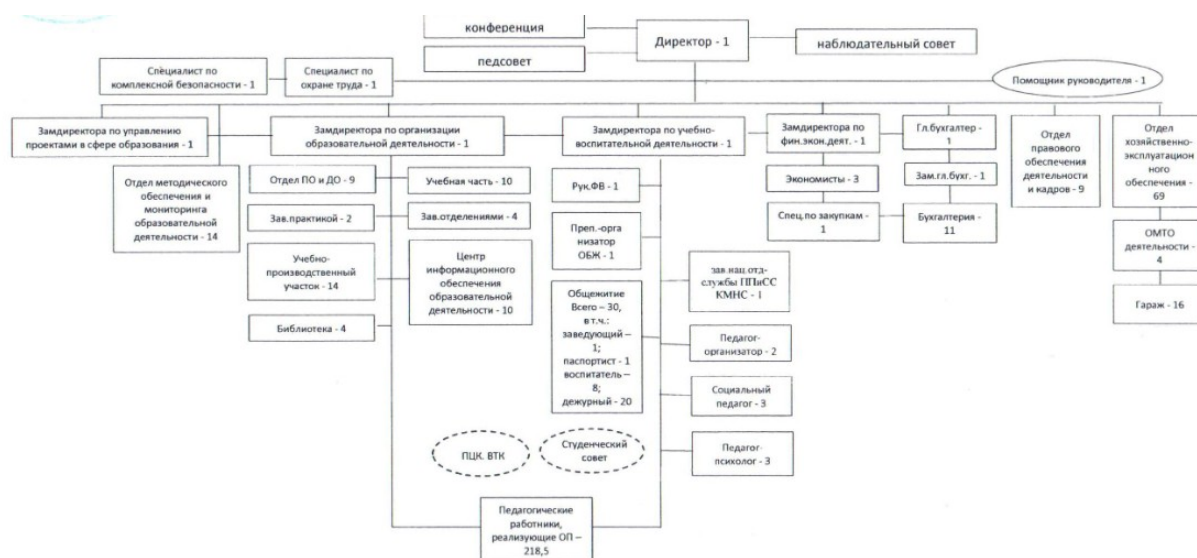 конференция
Директор - 1
наблюдательный совет
педсовет
Специалист по
комплексной безопасности - 1
Специалист по
охране труда - 1
Помощник руководителя - 1
Замдиректора по управлению
проектами в сфере образования - 1
Замдиректора по организации
образовательной деятельности - 1
Замдиректора по учебно-
воспитательной деятельности - 1
Замдиректора по
фин.экон.деят. - 1
Гл.бухгалтер -
1
Отдел
правового
обеспечения
деятельности
и кадров - 9
Отдел
хозяйственно-
эксплуатацион
ного
обеспечения -
69
Отдел методического
обеспечения и
мониторинга
образовательной
деятельности - 14
Отдел ПО и ДО - 9
Учебная часть - 10
Рук.ФВ - 1
Экономисты - 3
Зам.гл.бухг. - 1
Зав.практикой - 2
Зав.отделениями - 4
Преп.-орга
низатор
ОБЖ - 1
Спец.по закупкам -
1
Бухгалтерия -
11
ОМТО
деятельности -
4
Учебно-
производственный
участок - 14
Центр
информационного
обеспечения
образовательной
деятельности - 10
зав.нац.отд-
службы ППиСС
КМНС - 1
Гараж - 16
Библиотека - 4
Общежитие
Всего – 30,
в т.ч.:
заведующий –
1;
паспортист - 1
воспитатель –
8;
дежурный - 20
Педагог-
организатор - 2
Социальный
педагог - 3
ПЦК. ВТК
Студенческий
совет
Педагог-
психолог - 3
Педагогические
работники,
реализующие ОП –
218,5